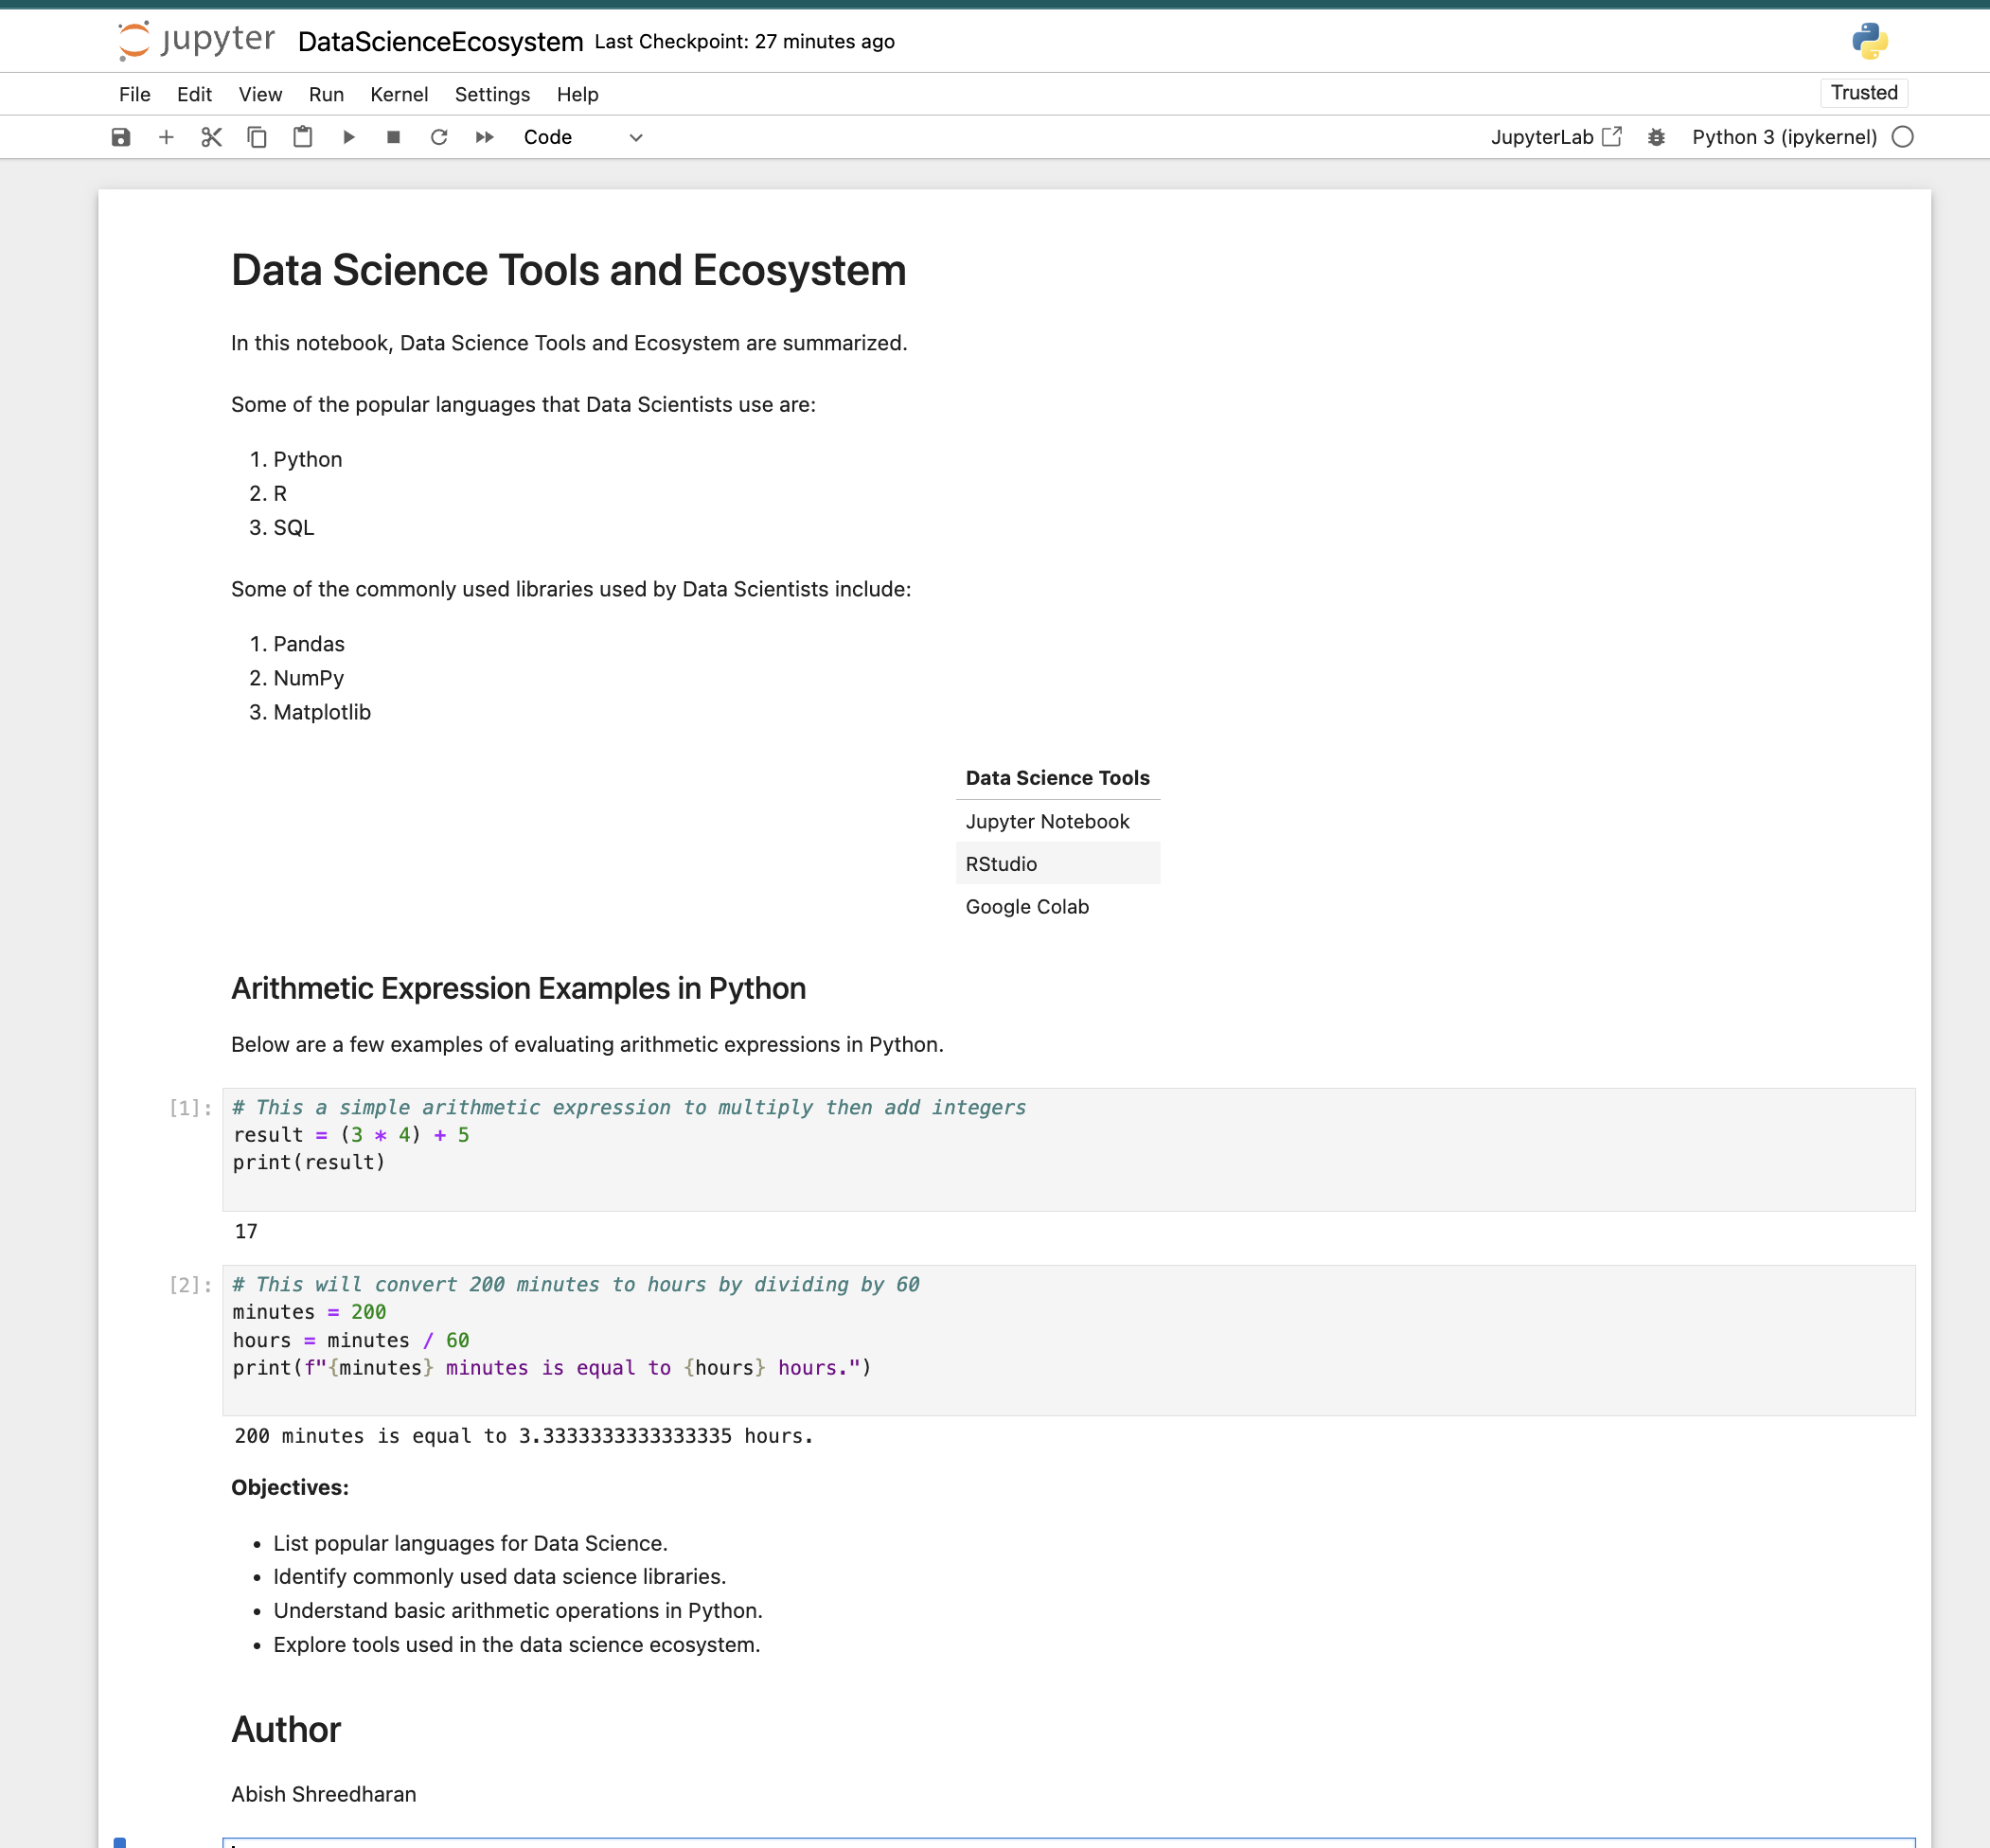 jupyter DataScienceEcosystem Last Checkpoint: 27 minutes ago
File Edit View Run Kernel Settings Help Trusted
Code JupyterLab Python 3 (ipykernel)
Data Science Tools and Ecosystem
In this notebook, Data Science Tools and Ecosystem are summarized.
Some of the popular languages that Data Scientists use are:
1. Python
2. R
3. SQL
Some of the commonly used libraries used by Data Scientists include:
1. Pandas
2. NumPy
3. Matplotlib
Data Science Tools
Jupyter Notebook
RStudio
Google Colab
Arithmetic Expression Examples in Python
Below are a few examples of evaluating arithmetic expressions in Python.
[1]: # This a simple arithmetic expression to multiply then add integers
result = (3 * 4) + 5
print(result)
17
[2]: # This will convert 200 minutes to hours by dividing by 60
minutes = 200
hours = minutes / 60
print(f"{minutes} minutes is equal to {hours} hours.")
200 minutes is equal to 3.3333333333333335 hours.
Objectives:
• List popular languages for Data Science.
• Identify commonly used data science libraries.
• Understand basic arithmetic operations in Python.
• Explore tools used in the data science ecosystem.
Author
Abish Shreedharan